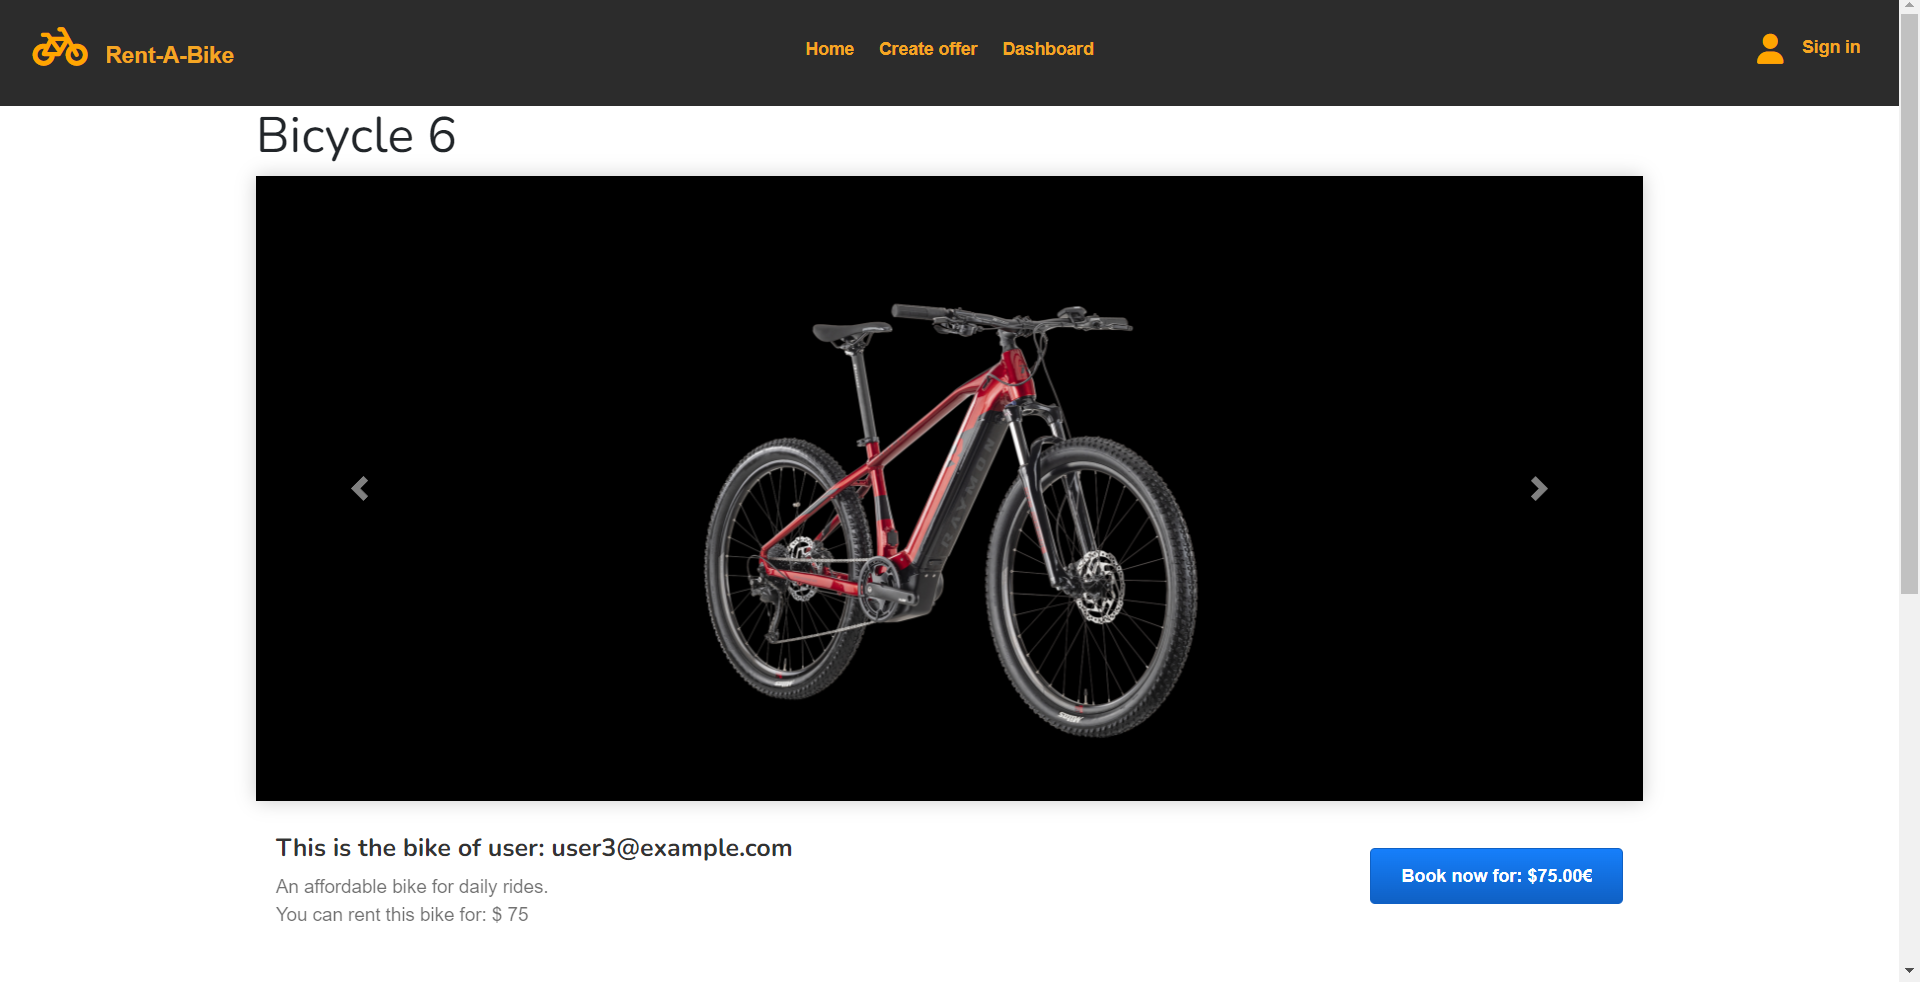 Rent-A-Bike
Home Create offer Dashboard
Sign in
Bicycle 6
RAYMON
This is the bike of user: user3@example.com
An affordable bike for daily rides.
You can rent this bike for: $ 75
Book now for: $75.00€